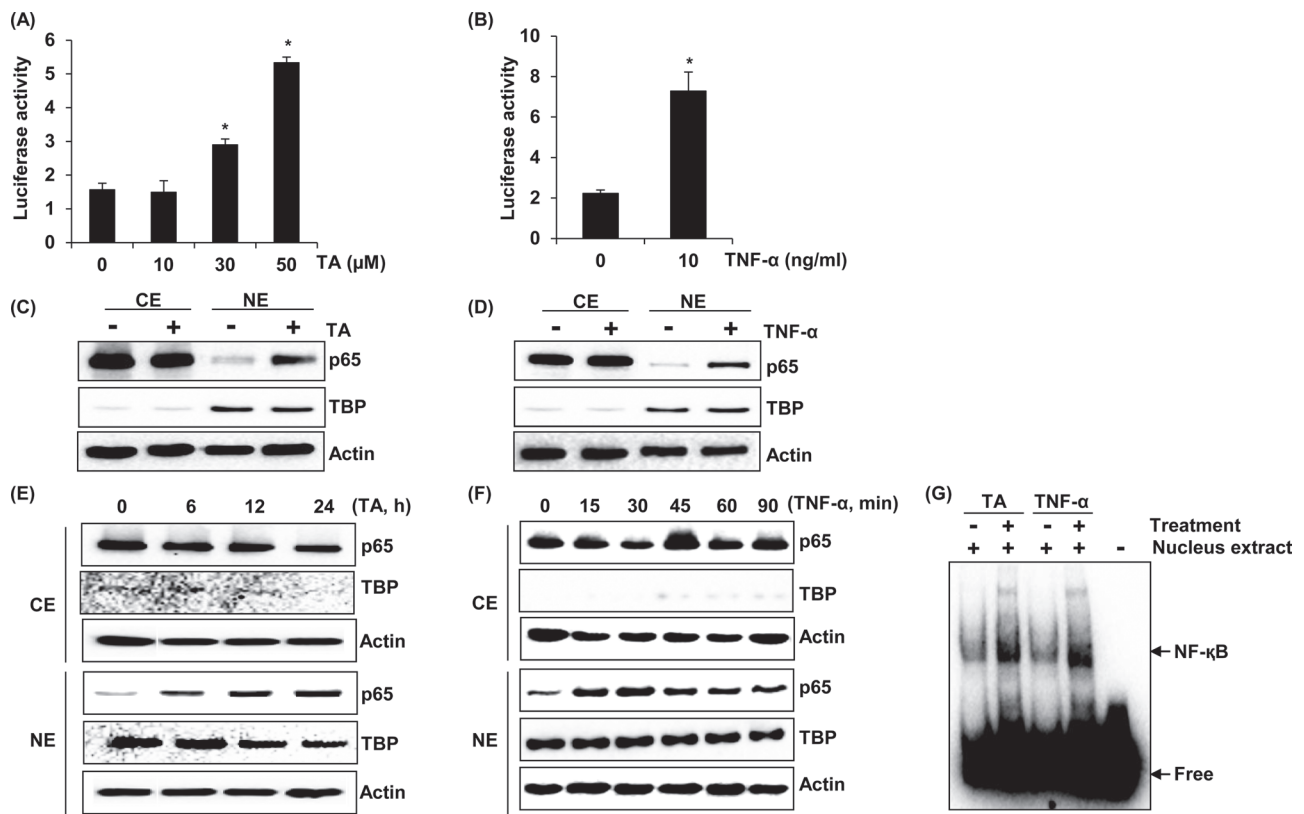 (A)
Luciferase activity
6
5
4
3
2
1
0
* *
0 10 30 50 TA (µM)
(B)
Luciferase activity
10
8
6
4
2
0
*
0 10 TNF-α (ng/ml)
(C)
CE NE
- + - + TA
p65
TBP
Actin
(D)
CE NE
- + - + TNF-α
p65
TBP
Actin
(E)
0 6 12 24 (TA, h)
CE
p65
TBP
Actin
NE
p65
TBP
Actin
(F)
0 15 30 45 60 90 (TNF-α, min)
CE
p65
TBP
Actin
NE
p65
TBP
Actin
(G)
TA TNF-α
- + - + Treatment
+ + + + - Nucleus extract
NF-κB
Free